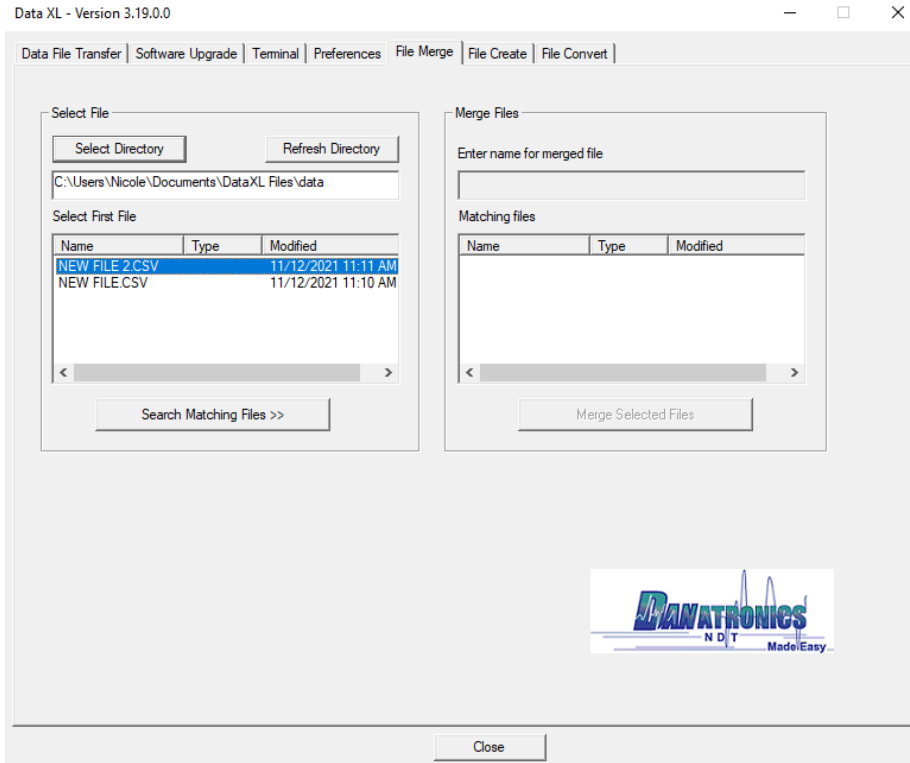 Data XL - Version 3.19.0.0
Data File Transfer Software Upgrade Terminal Preferences File Merge File Create File Convert
Select File
Select Directory Refresh Directory
C:\Users\Nicole\Documents\DataXL Files\data
Select First File
Name Type Modified
NEW FILE 2.CSV 11/12/2021 11:11 AM
NEW FILE.CSV 11/12/2021 11:10 AM
Search Matching Files >>
Merge Files
Enter name for merged file
Matching files
Name Type Modified
Merge Selected Files
DANATRONICS
NDT
Made Easy
Close